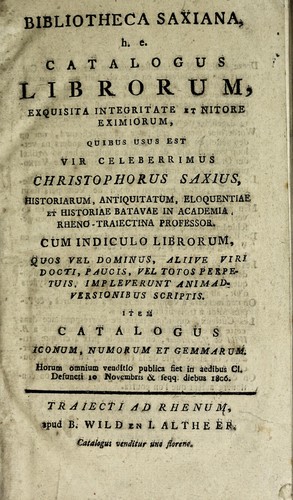 BIBLIOTHECA SAXIANA,
h. e.
CATALOGUS
LIBRORUM,
EXQUISITA INTEGRITATE ET NITORE
EXIMIORUM,
QUIBUS USUS EST
VIR CELEBERRIMUS
CHRISTOPHORUS SAXIUS,
HISTORIARUM, ANTIQUITATUM, ELOQUENTIAE
ET HISTORIAE BATAVAE IN ACADEMIA
RHENO-TRAIECTINA PROFESSOR.
CUM INDICULO LIBRORUM,
QUOS VEL DOMINUS, ALIIVE VIRI
DOCTI, PAUCIS, VEL TOTOS PERPE-
TUIS, IMPLEVERUNT ANIMAD-
VERSIONIBUS SCRIPTIS.
ITEM
CATALOGUS
ICONUM, NUMORUM ET GEMMARUM.
Horum omnium venditio publica fiet in aedibus Cl.
Defuncti 10 Novembris & seqq. diebus 1806.
TRAIECTI AD RHENUM,
apud B. WILD EN I. ALTHEER.
Catalogus venditur uno floreno.